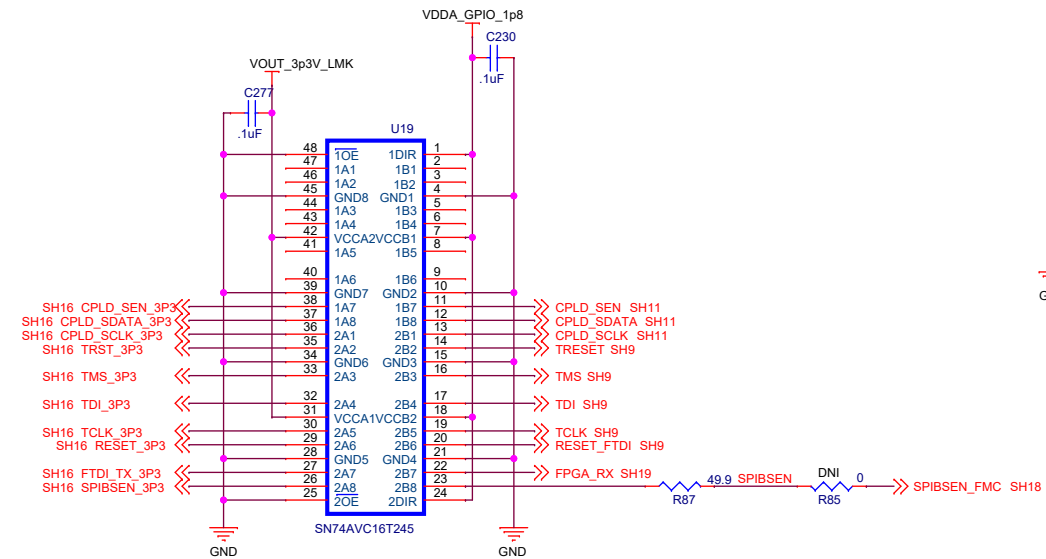 VDDA_GPIO_1p8
C230
.1uF
VOUT_3p3V_LMK
C277
.1uF
U19
48 1OE 1DIR 1
47 1A1 1B1 2
46 1A2 1B2 3
45 GND8 GND1 4
44 1A3 1B3 5
43 1A4 1B4 6
42 VCCA2 VCCB1 7
41 1A5 1B5 8
40 1A6 1B6 9
39 GND7 GND2 10
SH16 CPLD_SEN_3P3 38 1A7 1B7 11 CPLD_SEN SH11
SH16 CPLD_SDATA_3P3 37 1A8 1B8 12 CPLD_SDATA SH11
SH16 CPLD_SCLK_3P3 36 2A1 2B1 13 CPLD_SCLK SH11
SH16 TRST_3P3 35 2A2 2B2 14 TRESET SH9
34 GND6 GND3 15
SH16 TMS_3P3 33 2A3 2B3 16 TMS SH9
SH16 TDI_3P3 32 2A4 2B4 17 TDI SH9
31 VCCA1 VCCB2 18
SH16 TCLK_3P3 30 2A5 2B5 19 TCLK SH9
SH16 RESET_3P3 29 2A6 2B6 20 RESET_FTDI SH9
28 GND5 GND4 21
SH16 FTDI_TX_3P3 27 2A7 2B7 22 FPGA_RX SH19
SH16 SPIBSEN_3P3 26 2A8 2B8 23 R87 49.9 SPIBSEN DNI R85 0 SPIBSEN_FMC SH18
25 2OE 2DIR 24
SN74AVC16T245
GND
GND
G